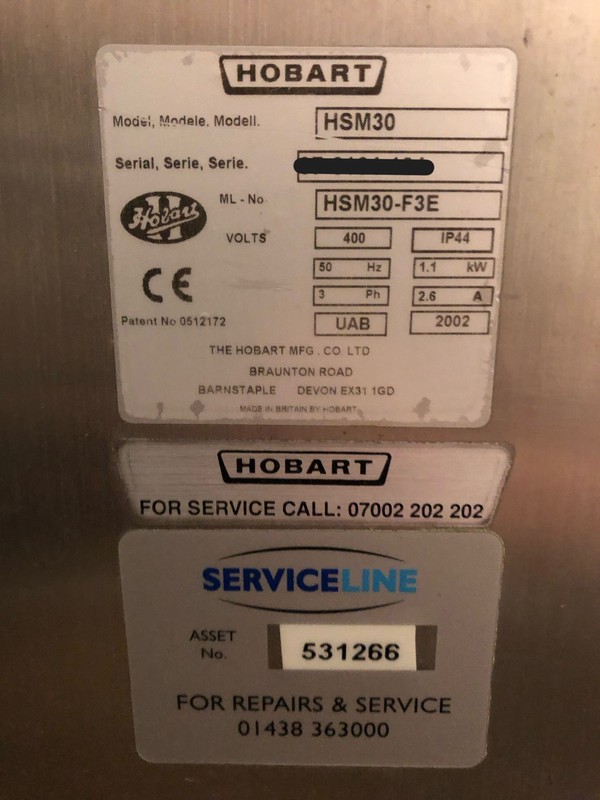 HOBART
Model, Modele. Modell. HSM30
Serial, Serie, Serie.
Hobart
ML - No HSM30-F3E
VOLTS 400 IP44
50 Hz 1.1 kW
CE 3 Ph 2.6 A
Patent No 0512172 UAB 2002
THE HOBART MFG. CO. LTD
BRAUNTON ROAD
BARNSTAPLE DEVON EX31 1GD
MADE IN BRITAIN BY HOBART
HOBART
FOR SERVICE CALL: 07002 202 202
SERVICELINE
ASSET
No. 531266
FOR REPAIRS & SERVICE
01438 363000